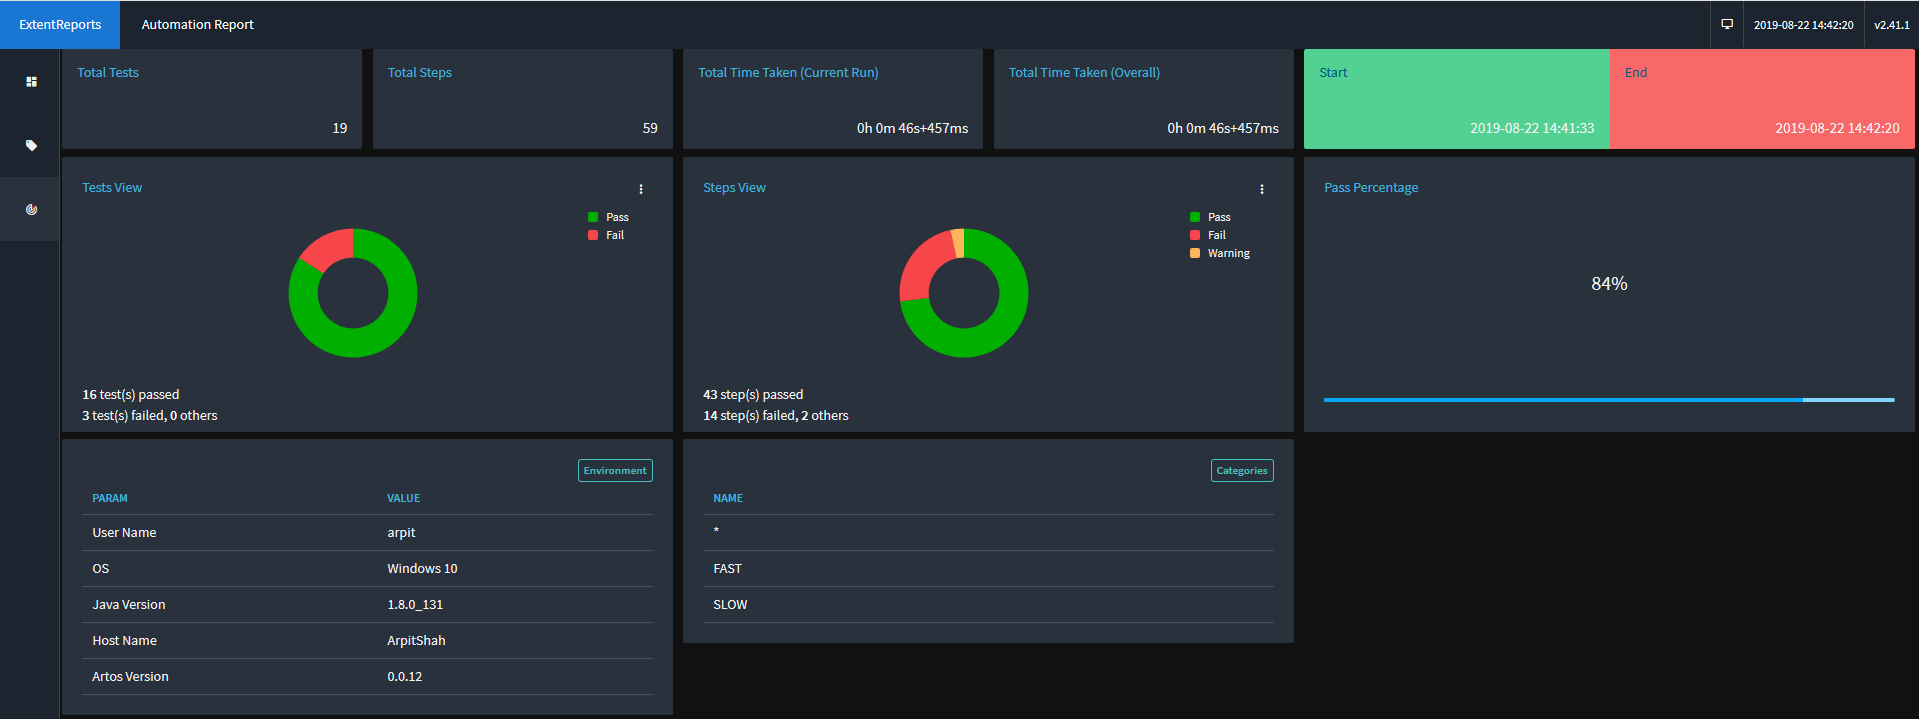 ExtentReports
Automation Report
2019-08-22 14:42:20
v2.41.1
Total Tests
19
Total Steps
59
Total Time Taken (Current Run)
0h 0m 46s+457ms
Total Time Taken (Overall)
0h 0m 46s+457ms
Start
2019-08-22 14:41:33
End
2019-08-22 14:42:20
Tests View
Pass
Fail
16 test(s) passed
3 test(s) failed, 0 others
Steps View
Pass
Fail
Warning
43 step(s) passed
14 step(s) failed, 2 others
Pass Percentage
84%
Environment
PARAM VALUE
User Name arpit
OS Windows 10
Java Version 1.8.0_131
Host Name ArpitShah
Artos Version 0.0.12
Categories
NAME
*
FAST
SLOW